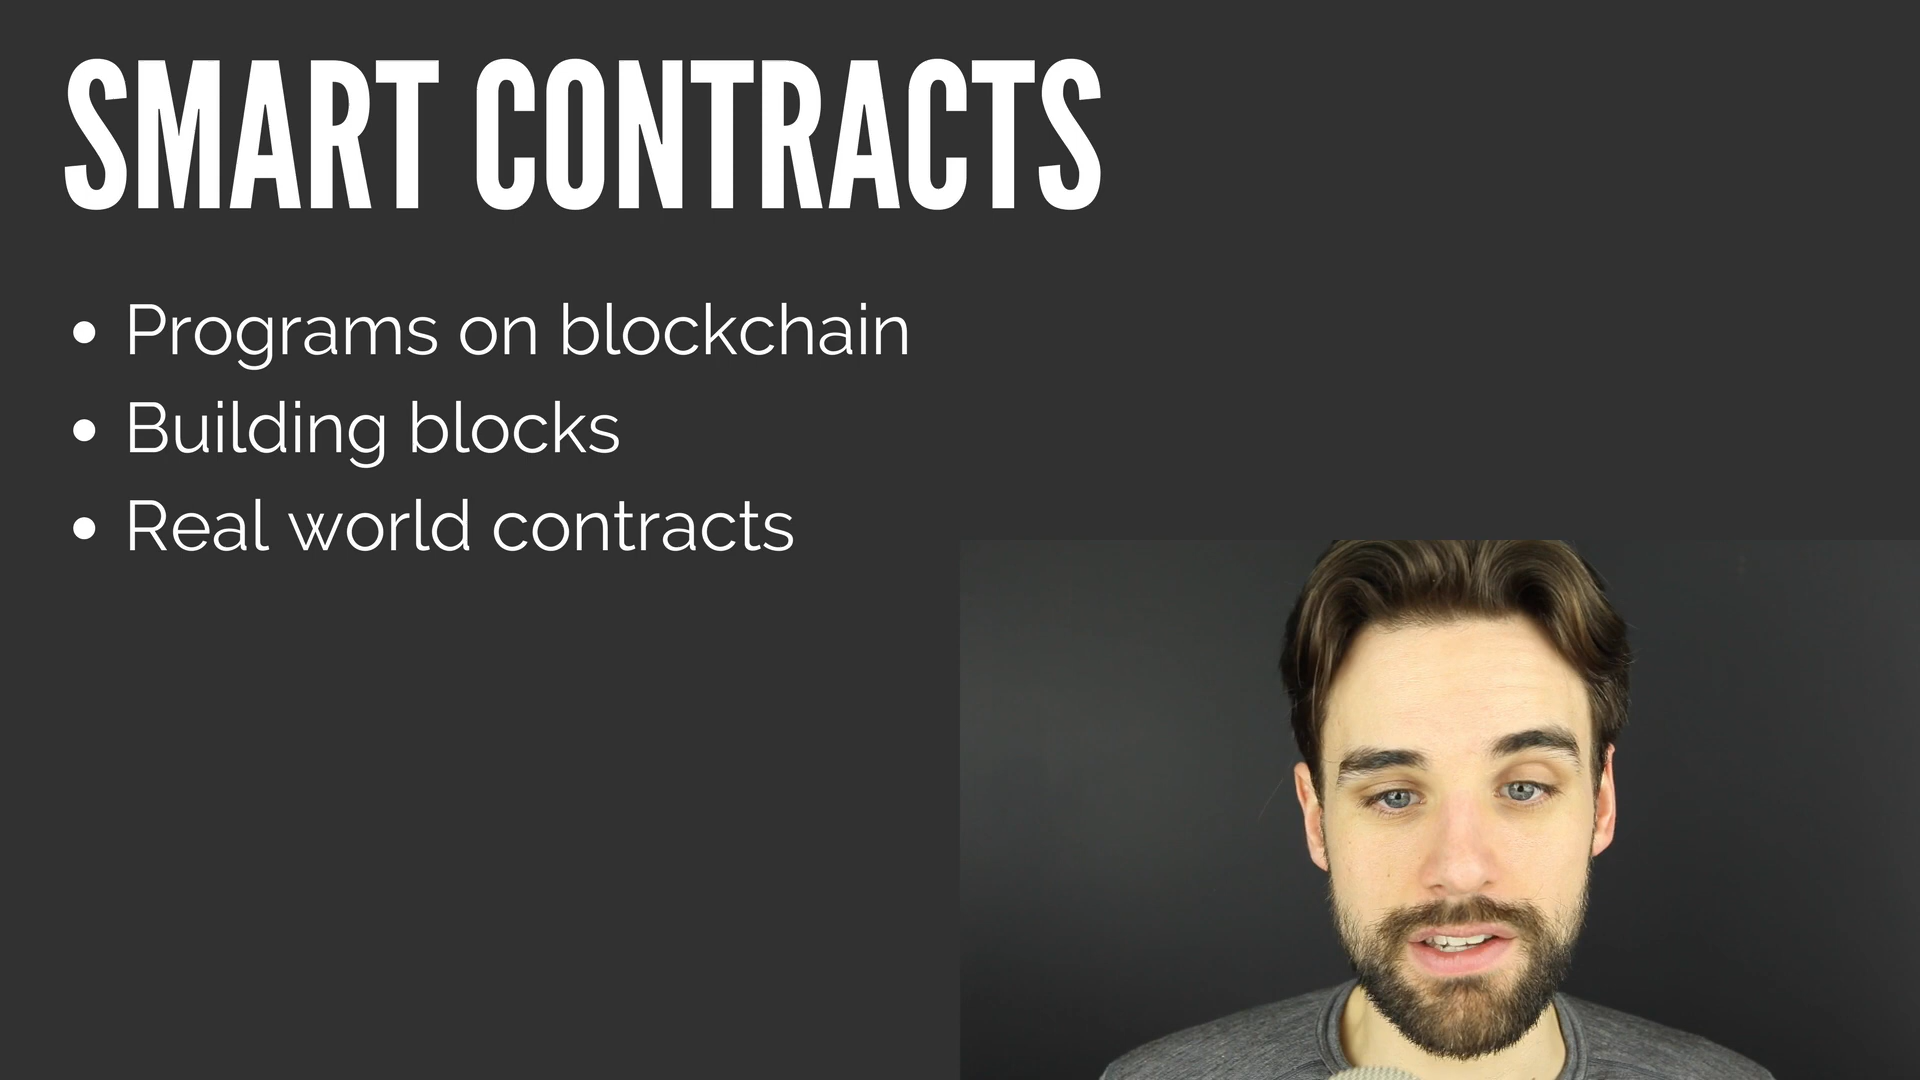 SMART CONTRACTS
• Programs on blockchain
• Building blocks
• Real world contracts